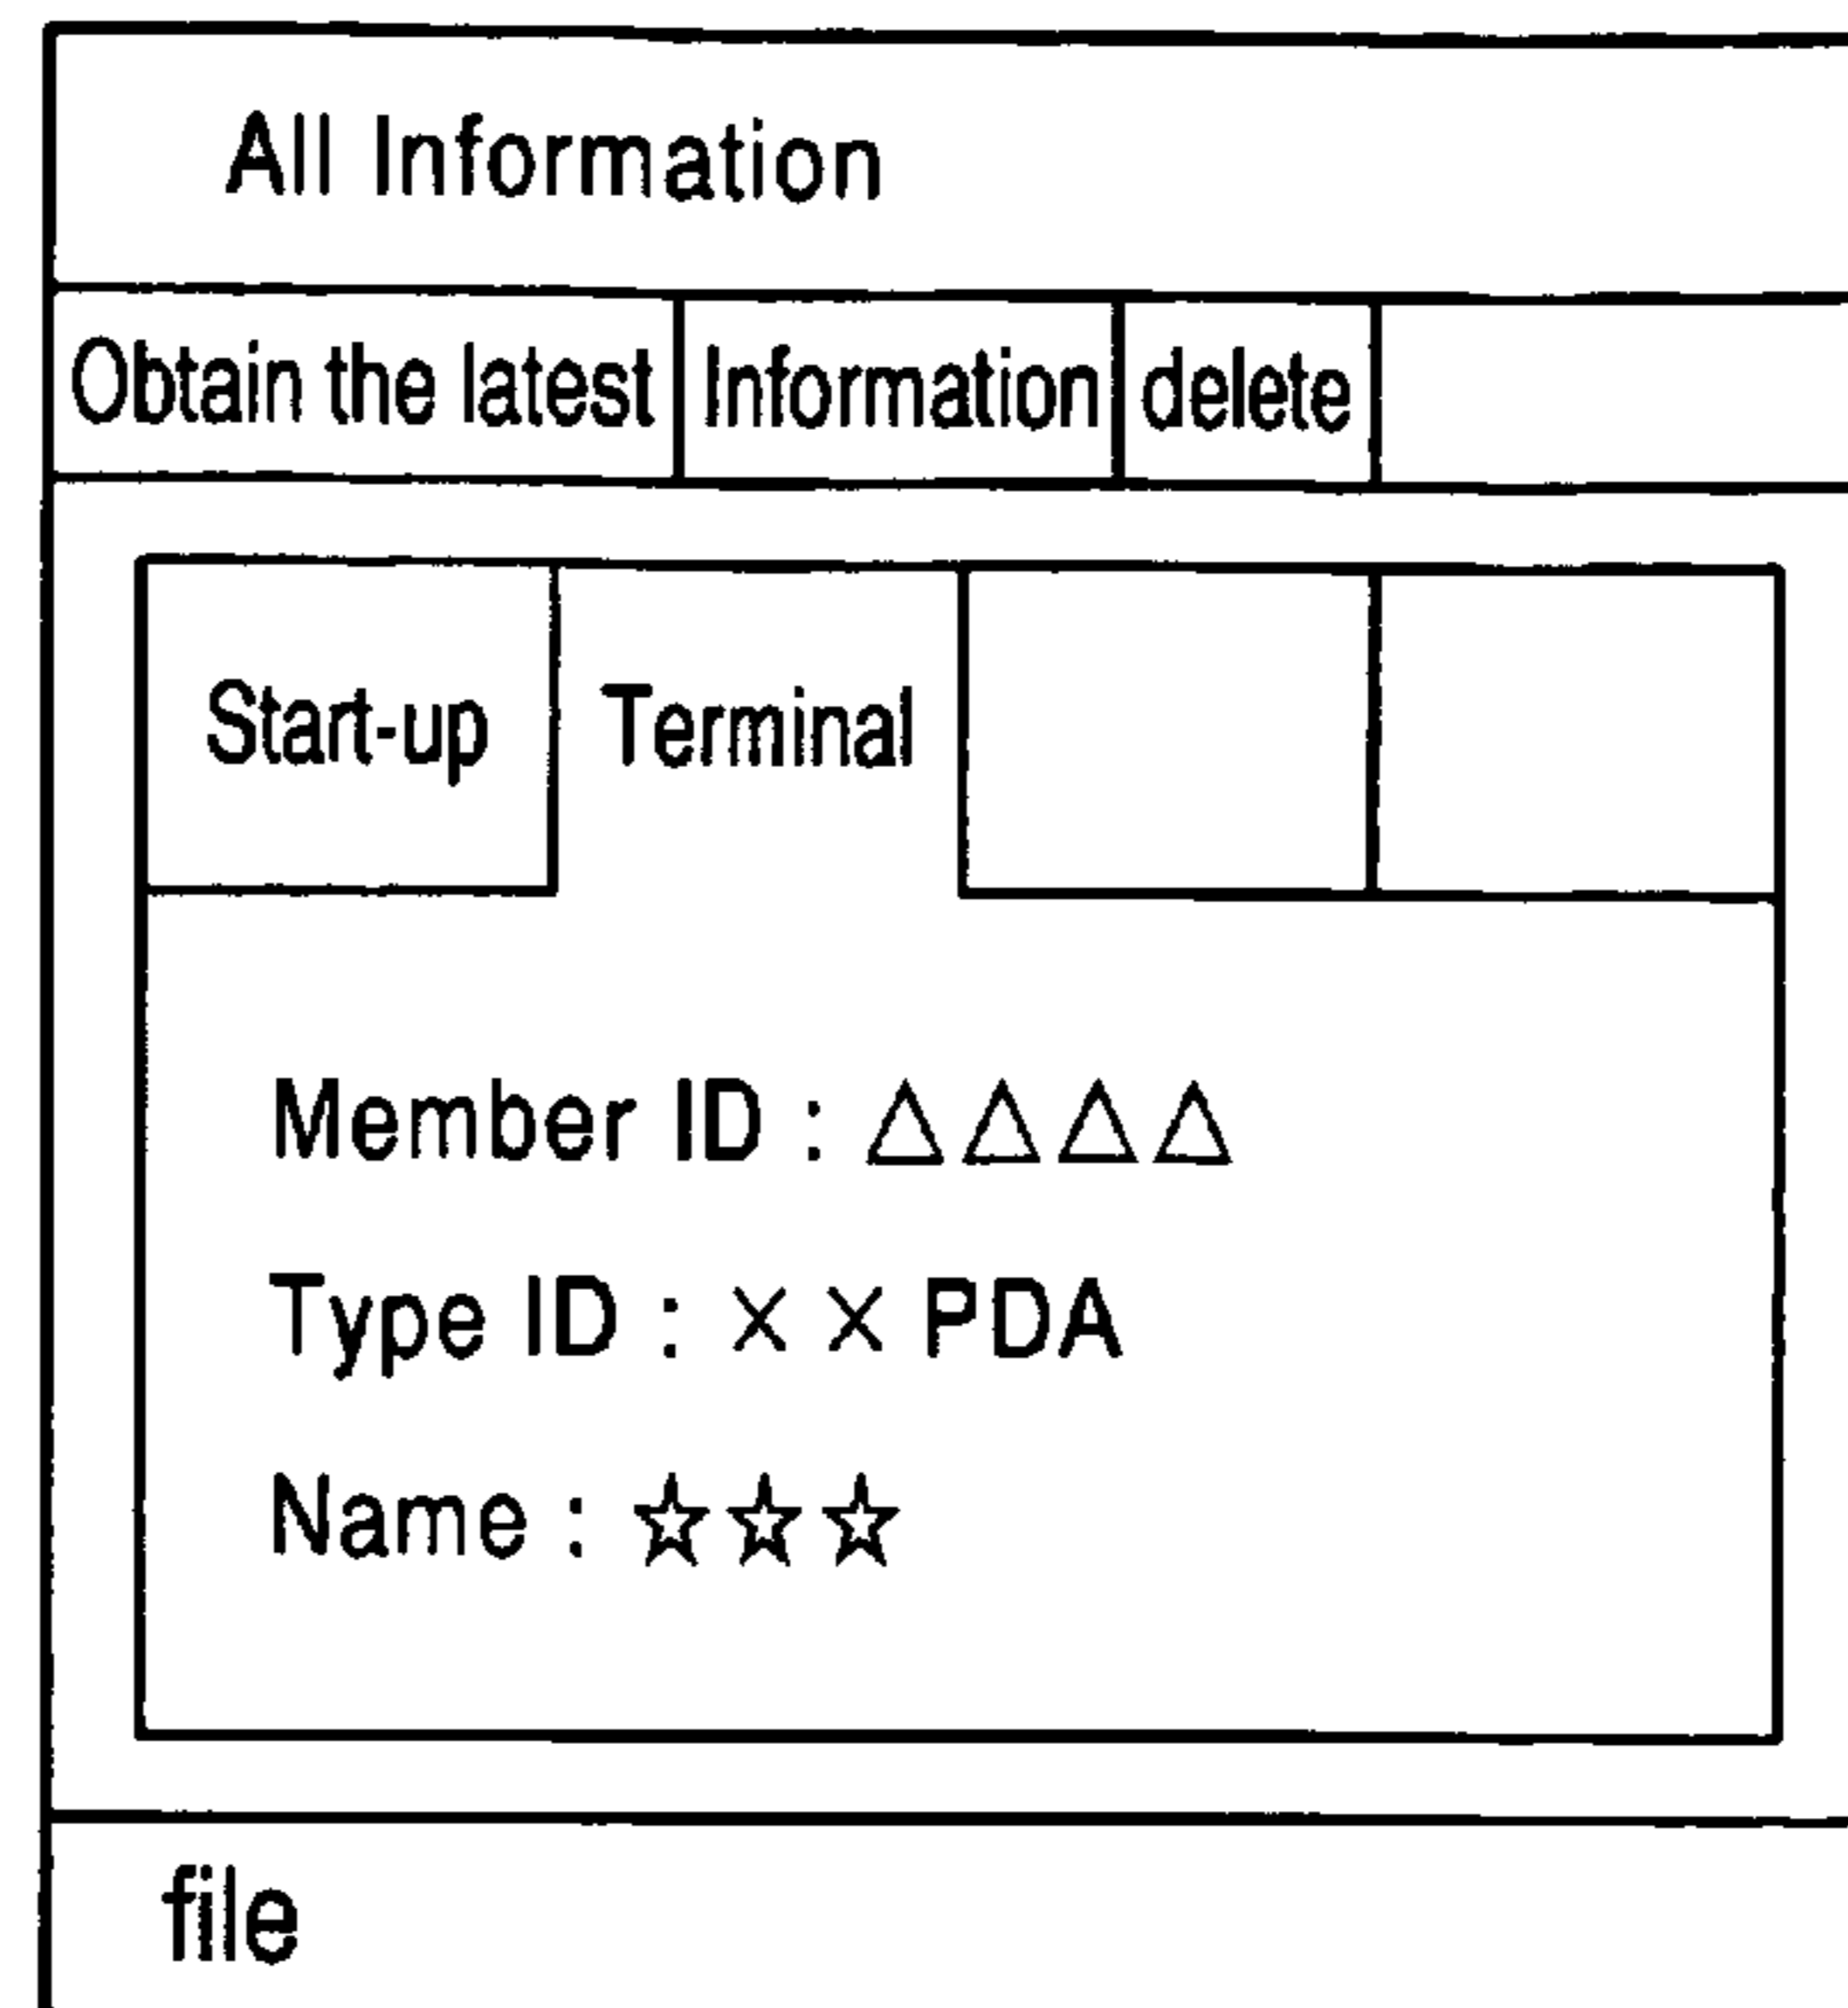 All Information
Obtain the latest Information delete
Start-up Terminal
Member ID : △△△△
Type ID : ××PDA
Name : ☆☆☆
file